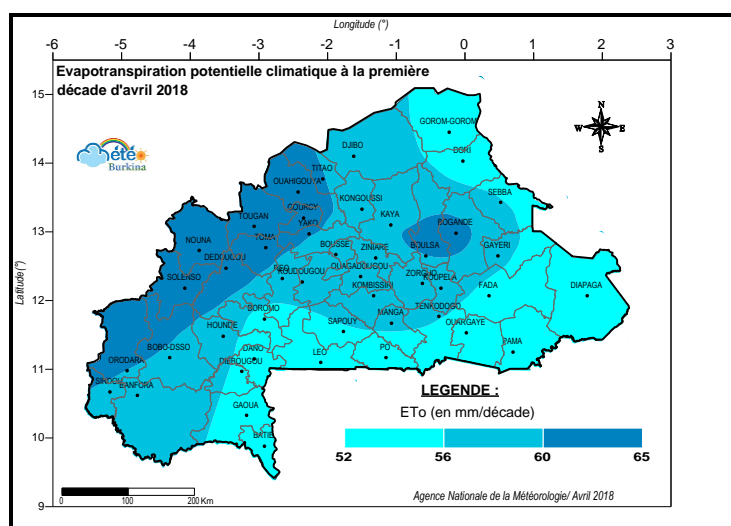 Longitude (°)
-6 -5 -4 -3 -2 -1 0 1 2 3
Evapotranspiration potentielle climatique à la première
décade d'avril 2018
15
14
13
12
11
10
9
Latitude(°)
N
W E
S
été
Burkina
GOROM-GOROM
DJIBO
DORI
TITAO
OUAHIGOUYA
SEBBA
KONGOUSSI
GOURCY
TOUGAN
KAYA
BOGANDE
YAKO
NOUNA
TOMA
BOUSSE
ZINIARE
BOULSA
GAYERI
DEDOUGOU
REO
KOUDOUGOU
OUAGADOUGOU
SOLENSO
ZORGHO
KOUPELA
KOMBISSIRI
FADA
DIAPAGA
BOROMO
MANGA
TENKODOGO
HOUNDE
SAPOUY
OUARGAYE
BOBO-DSSO
DANO
LEO
PO
PAMA
ORODARA
DIEBOUGOU
SINDOU
BANFORA
GAOUA
BATIE
LEGENDE :
ETo (en mm/décade)
52 56 60 65
0 100 200 Km
Agence Nationale de la Météorologie/ Avril 2018